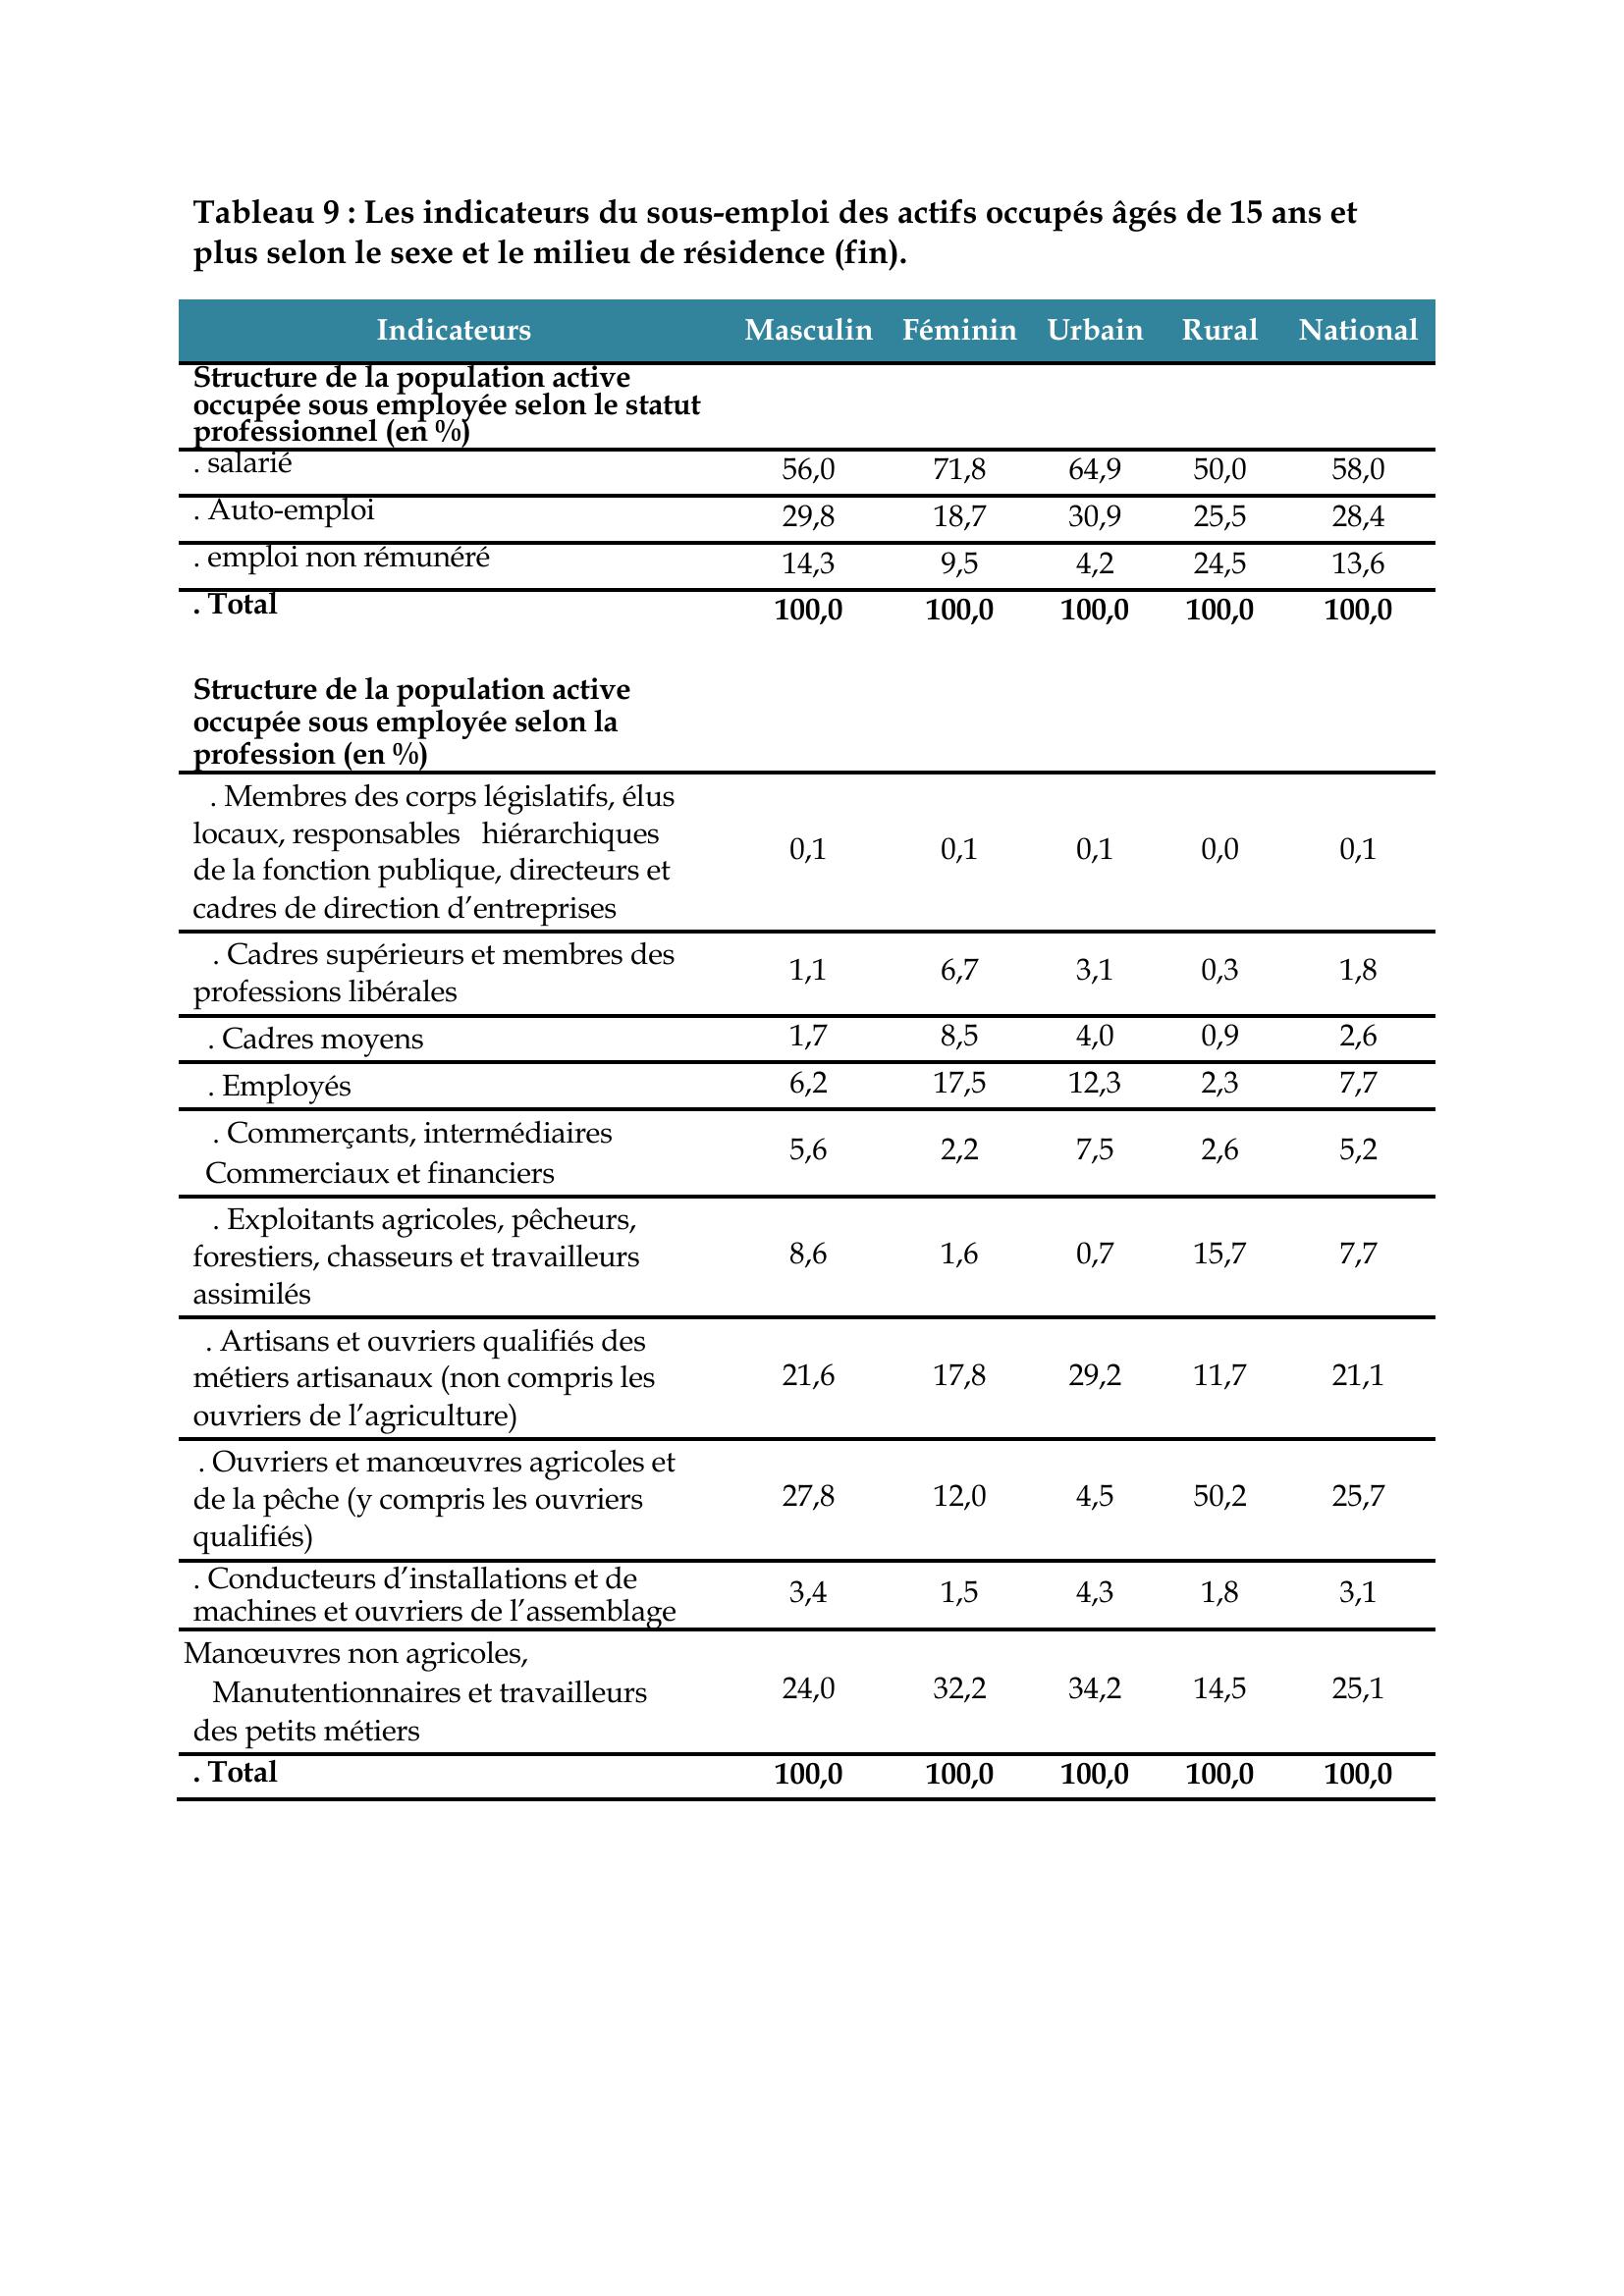 Tableau 9 : Les indicateurs du sous-emploi des actifs occupés âgés de 15 ans et
plus selon le sexe et le milieu de résidence (fin).
Indicateurs Masculin Féminin Urbain Rural National
Structure de la population active
occupée sous employée selon le statut
professionnel (en %)
. salarié 56,0 71,8 64,9 50,0 58,0
. Auto-emploi 29,8 18,7 30,9 25,5 28,4
. emploi non rémunéré 14,3 9,5 4,2 24,5 13,6
. Total 100,0 100,0 100,0 100,0 100,0
Structure de la population active
occupée sous employée selon la
profession (en %)
. Membres des corps législatifs, élus
locaux, responsables hiérarchiques
de la fonction publique, directeurs et
cadres de direction d’entreprises
0,1 0,1 0,1 0,0 0,1
. Cadres supérieurs et membres des
professions libérales
1,1 6,7 3,1 0,3 1,8
. Cadres moyens 1,7 8,5 4,0 0,9 2,6
. Employés 6,2 17,5 12,3 2,3 7,7
. Commerçants, intermédiaires
Commerciaux et financiers
5,6 2,2 7,5 2,6 5,2
. Exploitants agricoles, pêcheurs,
forestiers, chasseurs et travailleurs
assimilés
8,6 1,6 0,7 15,7 7,7
. Artisans et ouvriers qualifiés des
métiers artisanaux (non compris les
ouvriers de l’agriculture)
21,6 17,8 29,2 11,7 21,1
. Ouvriers et manœuvres agricoles et
de la pêche (y compris les ouvriers
qualifiés)
27,8 12,0 4,5 50,2 25,7
. Conducteurs d’installations et de
machines et ouvriers de l’assemblage
3,4 1,5 4,3 1,8 3,1
Manœuvres non agricoles,
Manutentionnaires et travailleurs
des petits métiers
24,0 32,2 34,2 14,5 25,1
. Total 100,0 100,0 100,0 100,0 100,0